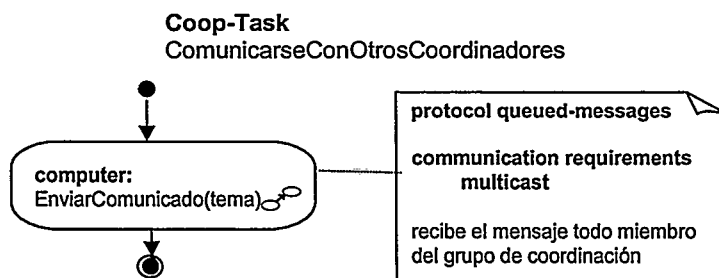 Coop-Task
ComunicarseConOtrosCoordinadores
protocol queued-messages
communication requirements
multicast
recibe el mensaje todo miembro
del grupo de coordinación
computer:
EnviarComunicado(tema)